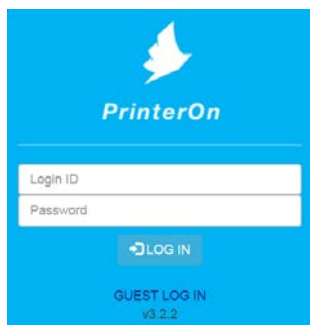 PrinterOn
Login ID
Password
LOG IN
GUEST LOG IN
v3.2.2